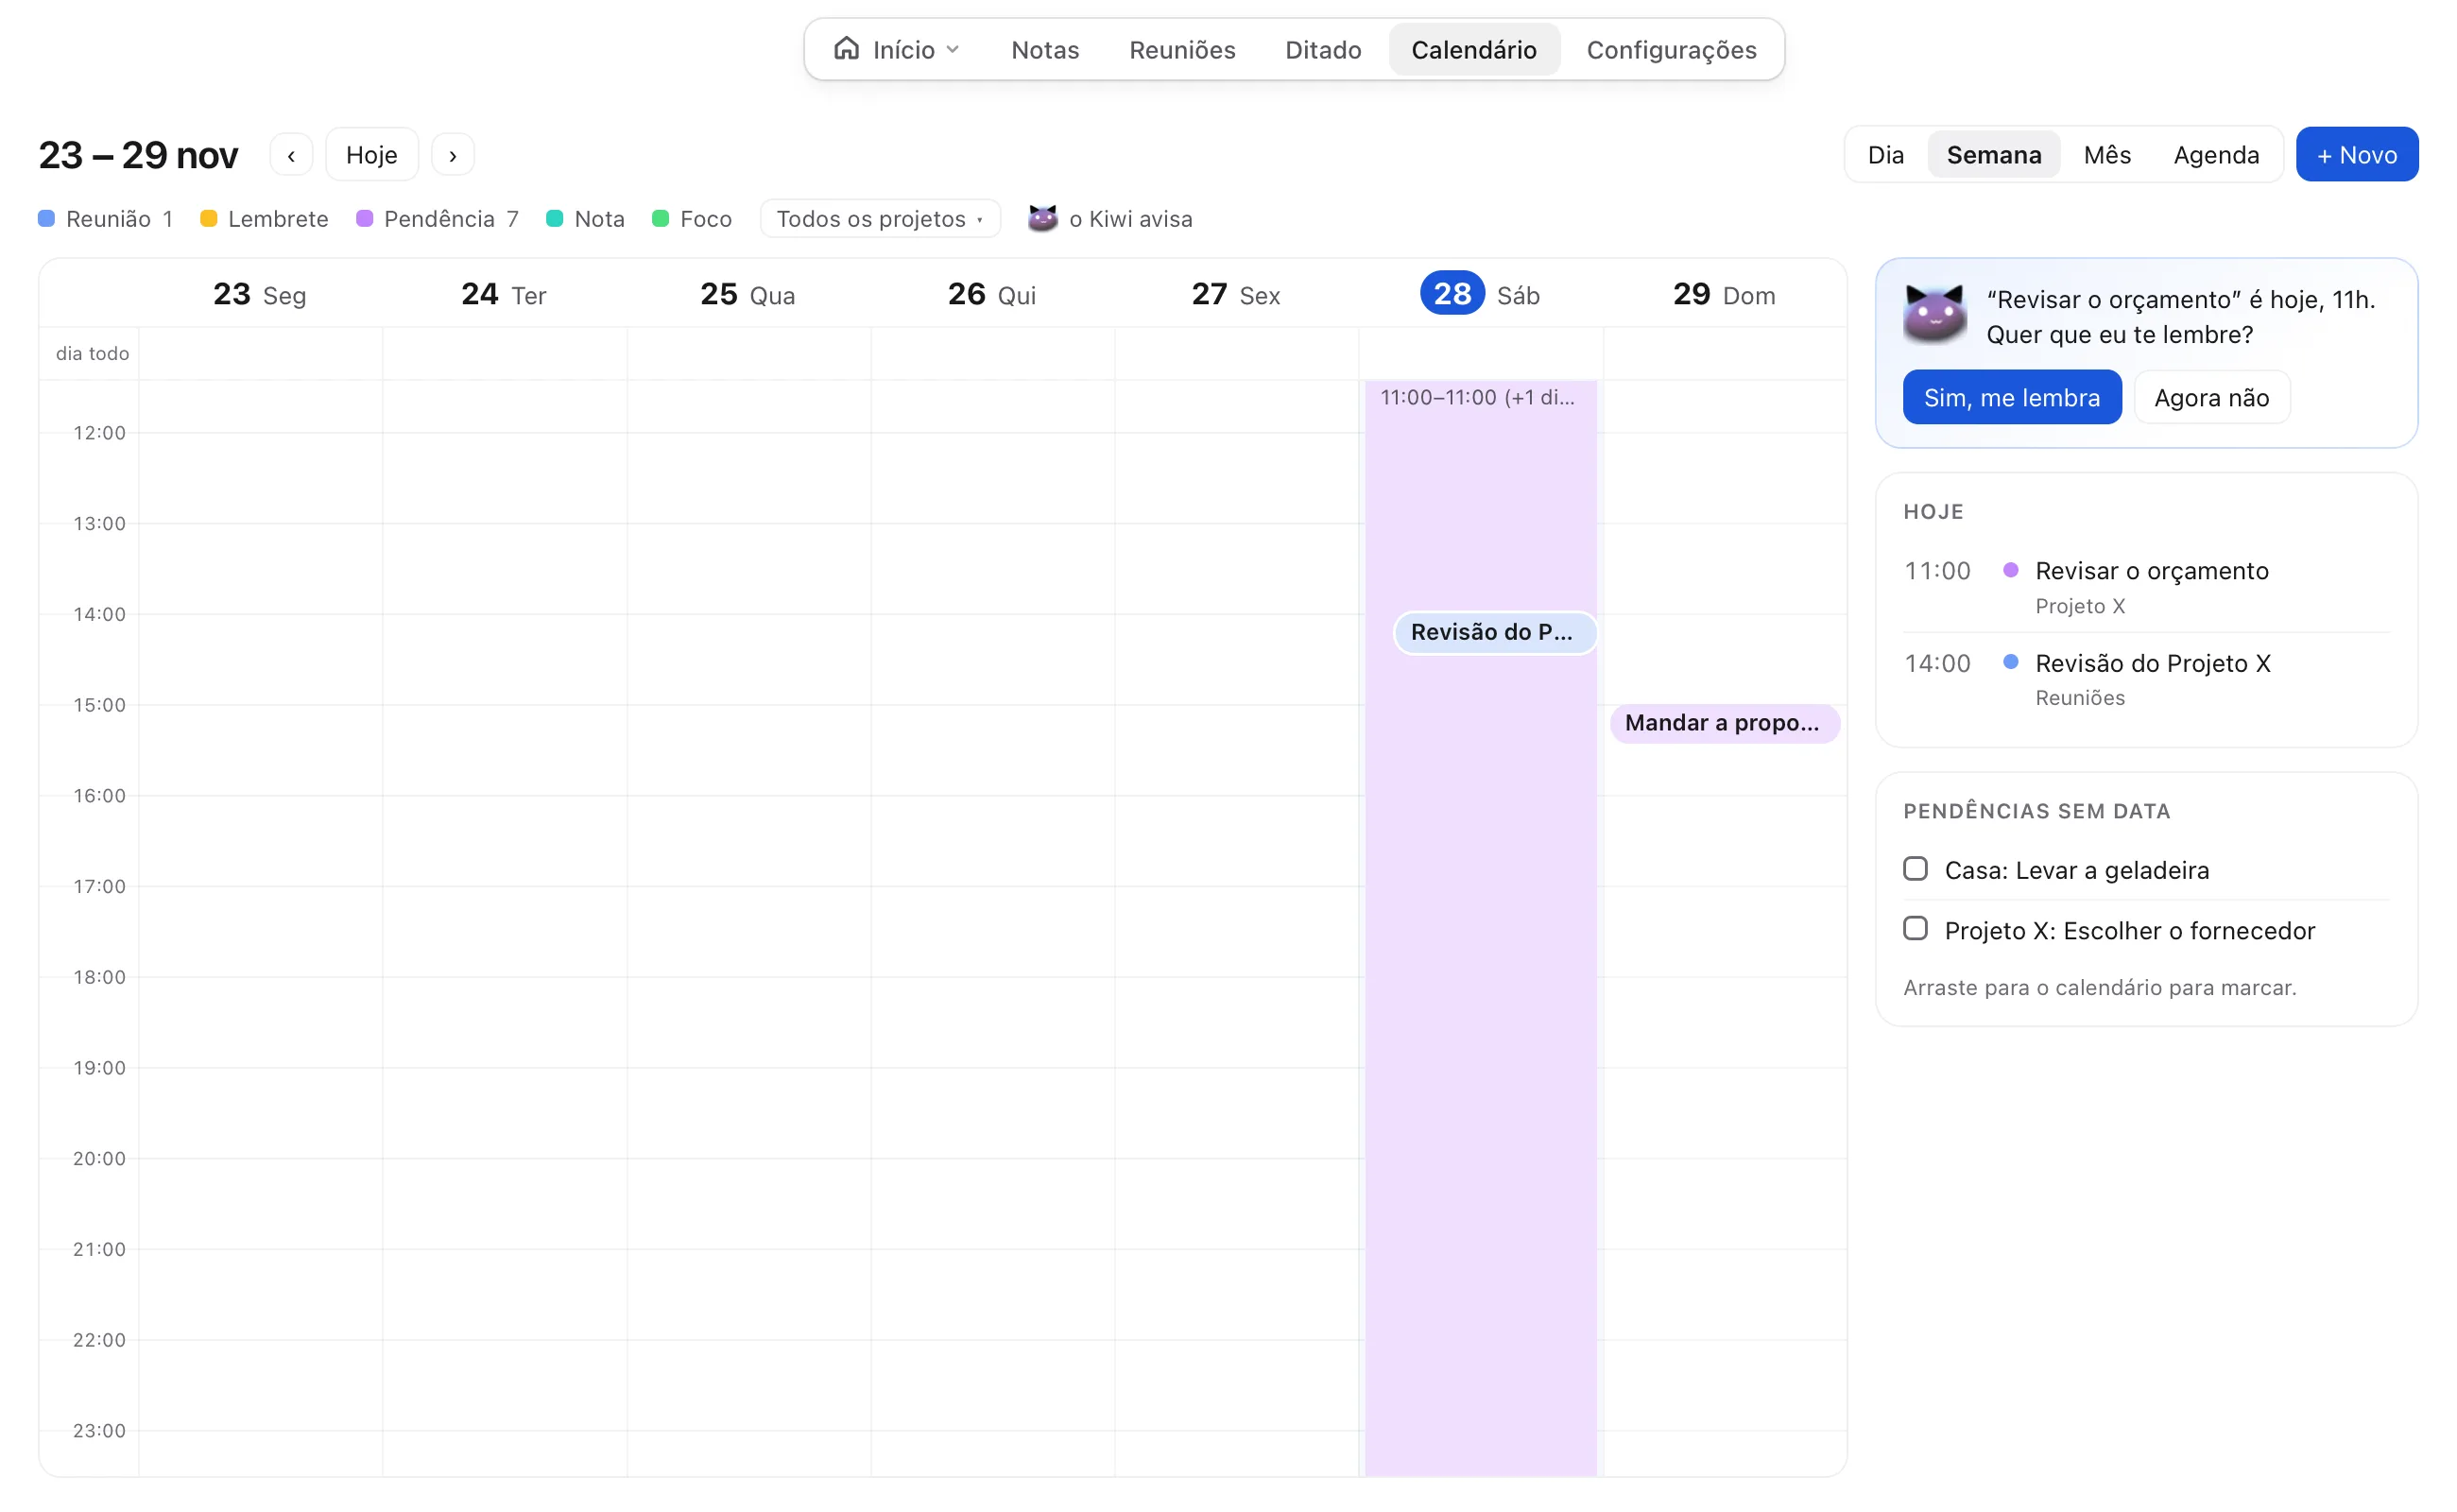 Início
Notas
Reuniões
Ditado
Calendário
Configurações
23 – 29 nov
‹
Hoje
›
Dia
Semana
Mês
Agenda
+ Novo
Reunião 1
Lembrete
Pendência 7
Nota
Foco
Todos os projetos
o Kiwi avisa
23 Seg
24 Ter
25 Qua
26 Qui
27 Sex
28 Sáb
29 Dom
dia todo
11:00–11:00 (+1 di...
12:00
13:00
14:00
Revisão do P...
15:00
Mandar a propo...
16:00
17:00
18:00
19:00
20:00
21:00
22:00
23:00
“Revisar o orçamento” é hoje, 11h.
Quer que eu te lembre?
Sim, me lembra
Agora não
HOJE
11:00 Revisar o orçamento
Projeto X
14:00 Revisão do Projeto X
Reuniões
PENDÊNCIAS SEM DATA
Casa: Levar a geladeira
Projeto X: Escolher o fornecedor
Arraste para o calendário para marcar.